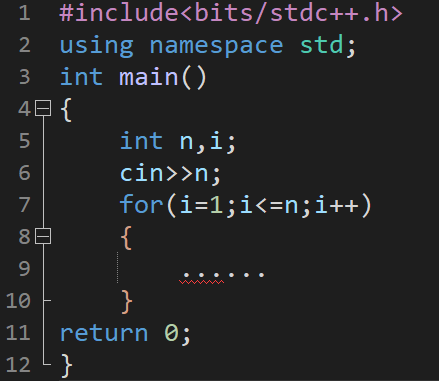 1 #include<bits/stdc++.h>
2 using namespace std;
3 int main()
4 {
5 int n,i;
6 cin>>n;
7 for(i=1;i<=n;i++)
8 {
9 ......
10 }
11 return 0;
12 }